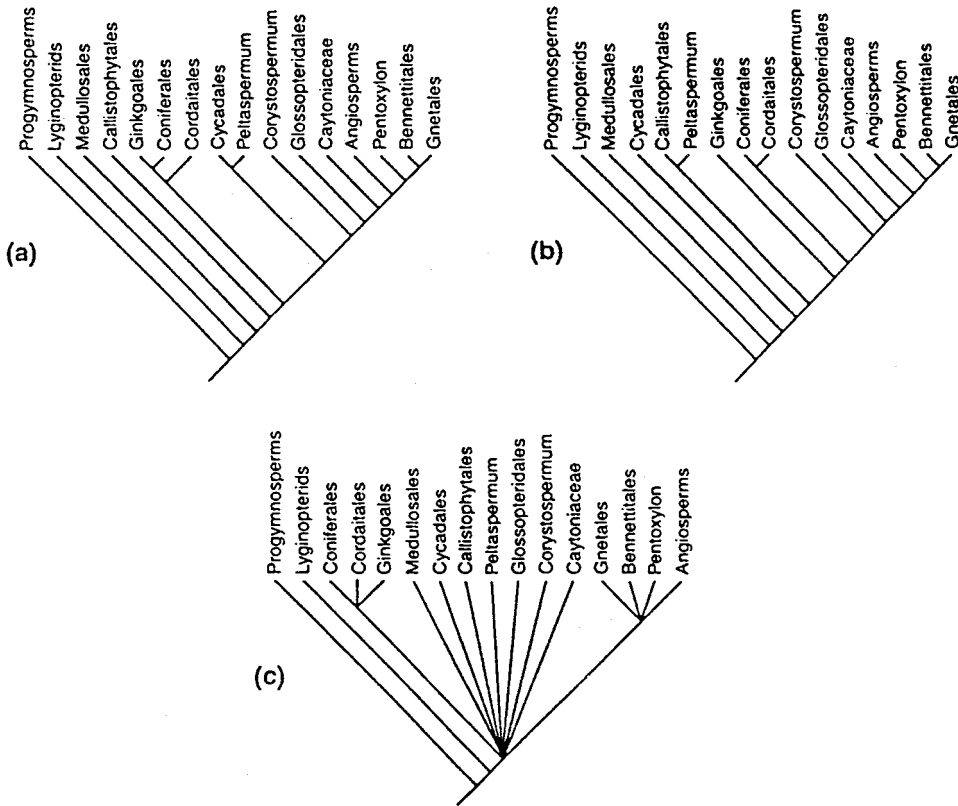 Progymnosperms
Lyginopterids
Medullosales
Callistophytales
Ginkgoales
Coniferales
Cordaitales
Cycadales
Peltaspermum
Corystospermum
Glossopteridales
Caytoniaceae
Angiosperms
Pentoxylon
Bennettitales
Gnetales
(a)
Progymnosperms
Lyginopterids
Medullosales
Cycadales
Callistophytales
Peltaspermum
Ginkgoales
Coniferales
Cordaitales
Corystospermum
Glossopteridales
Caytoniaceae
Angiosperms
Pentoxylon
Bennettitales
Gnetales
(b)
Progymnosperms
Lyginopterids
Coniferales
Cordaitales
Ginkgoales
Medullosales
Cycadales
Callistophytales
Peltaspermum
Glossopteridales
Corystospermum
Caytoniaceae
Gnetales
Bennettitales
Pentoxylon
Angiosperms
(c)